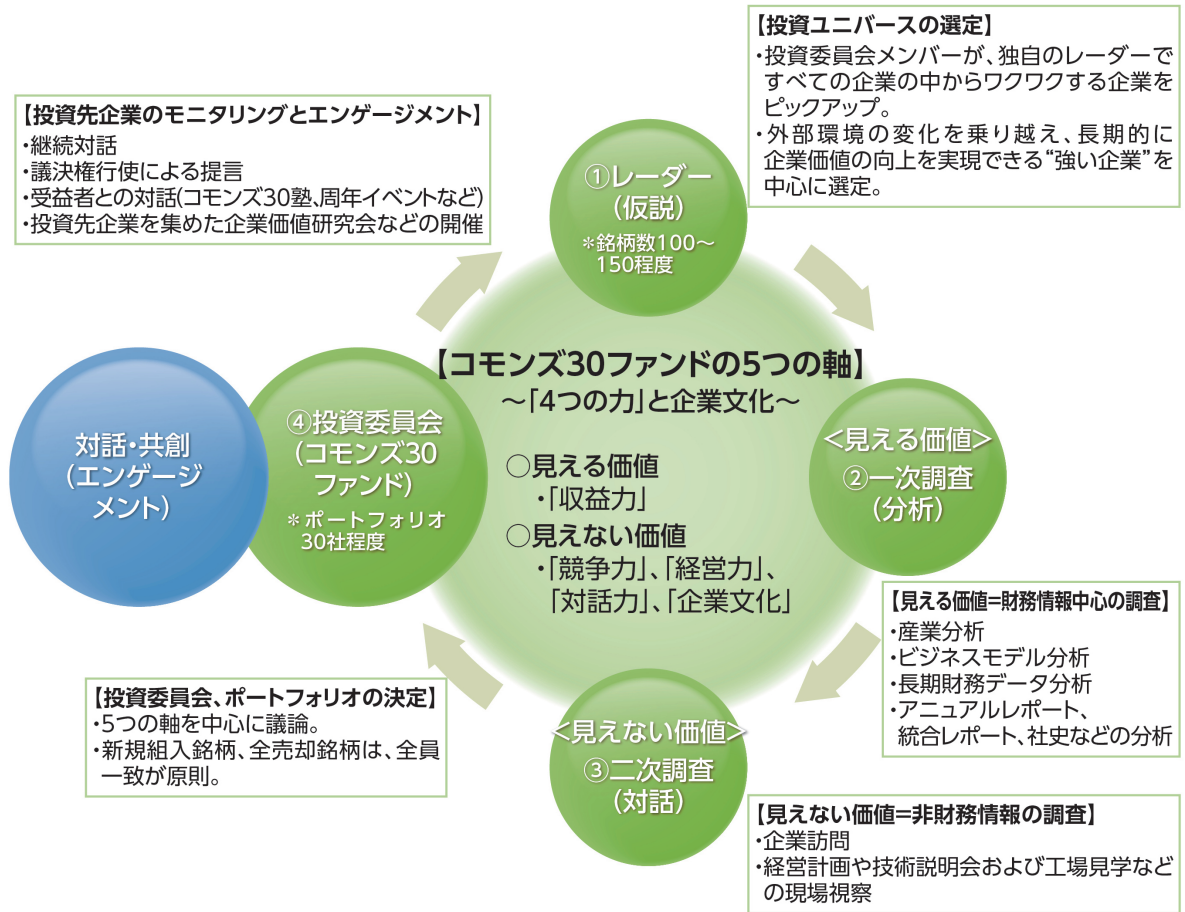 【投資ユニバースの選定】
・投資委員会メンバーが、独自のレーダーで
すべての企業の中からワクワクする企業を
ピックアップ。
・外部環境の変化を乗り越え、長期的に
企業価値の向上を実現できる“強い企業”を
中心に選定。
【投資先企業のモニタリングとエンゲージメント】
・継続対話
・議決権行使による提言
・受益者との対話(コモンズ30塾、周年イベントなど)
・投資先企業を集めた企業価値研究会などの開催
①レーダー
(仮説)
＊銘柄数100～
150程度
【コモンズ30ファンドの5つの軸】
～「4つの力」と企業文化～
○見える価値
・「収益力」
○見えない価値
・「競争力」、「経営力」、
「対話力」、「企業文化」
対話・共創
(エンゲージ
メント)
④投資委員会
(コモンズ30
ファンド)
＊ポートフォリオ
30社程度
<見える価値>
②一次調査
(分析)
【見える価値=財務情報中心の調査】
・産業分析
・ビジネスモデル分析
・長期財務データ分析
・アニュアルレポート、
統合レポート、社史などの分析
【投資委員会、ポートフォリオの決定】
・5つの軸を中心に議論。
・新規組入銘柄、全売却銘柄は、全員
一致が原則。
<見えない価値>
③二次調査
(対話)
【見えない価値=非財務情報の調査】
・企業訪問
・経営計画や技術説明会および工場見学など
の現場視察